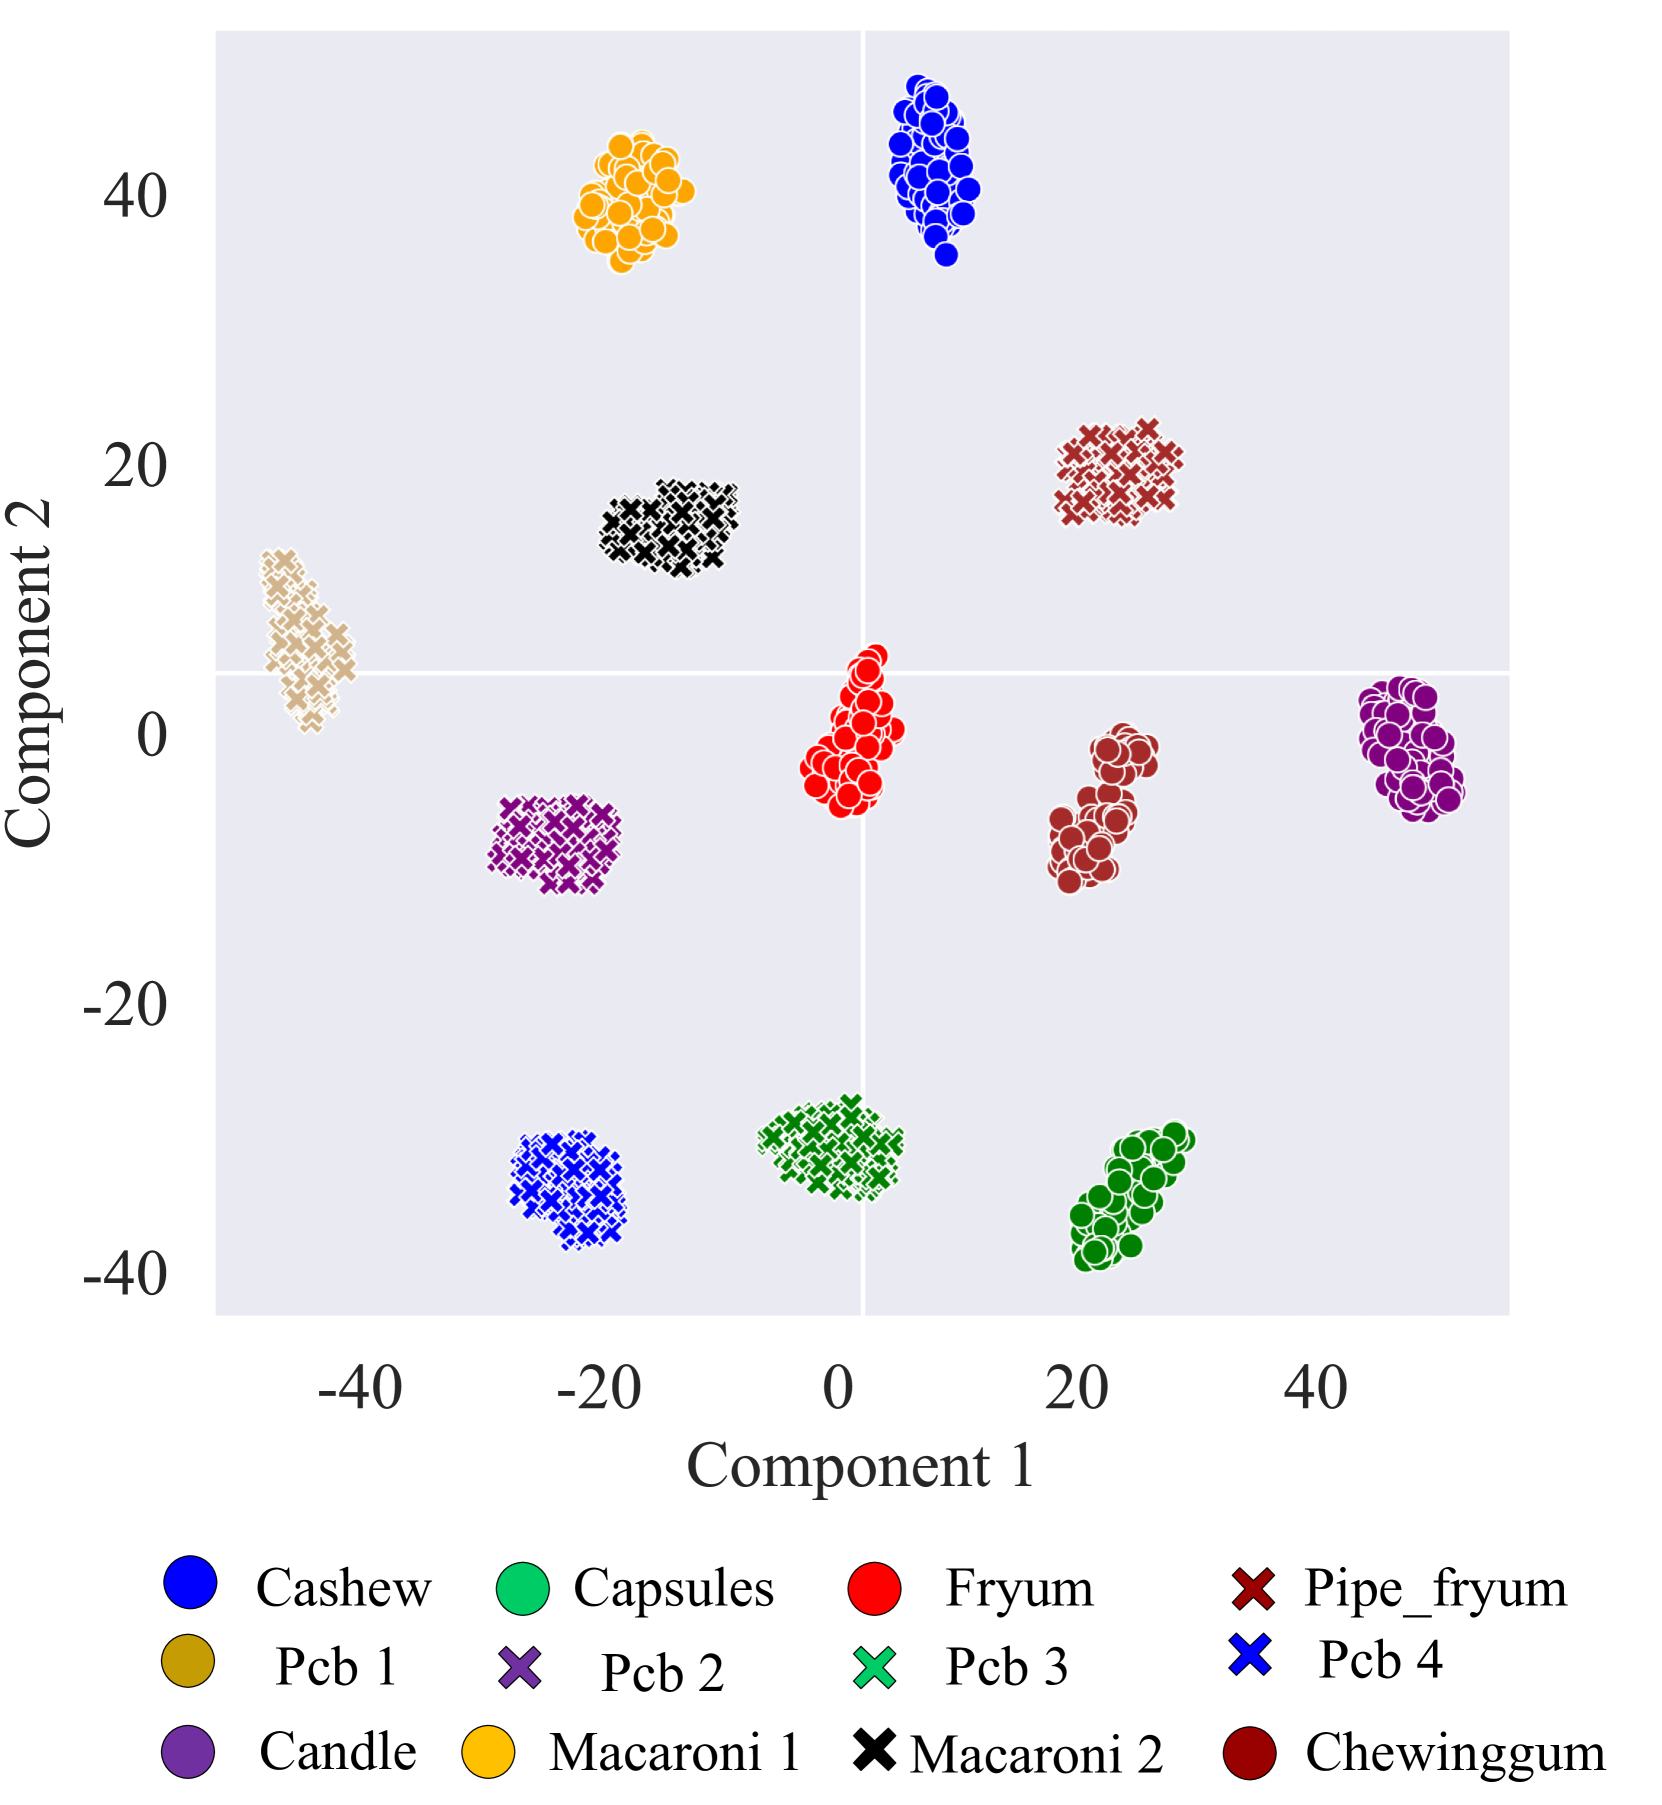 Component 2
40
20
0
-20
-40
-40 -20 0 20 40
Component 1
Cashew Capsules Fryum Pipe_fryum
Pcb 1 Pcb 2 Pcb 3 Pcb 4
Candle Macaroni 1 Macaroni 2 Chewinggum